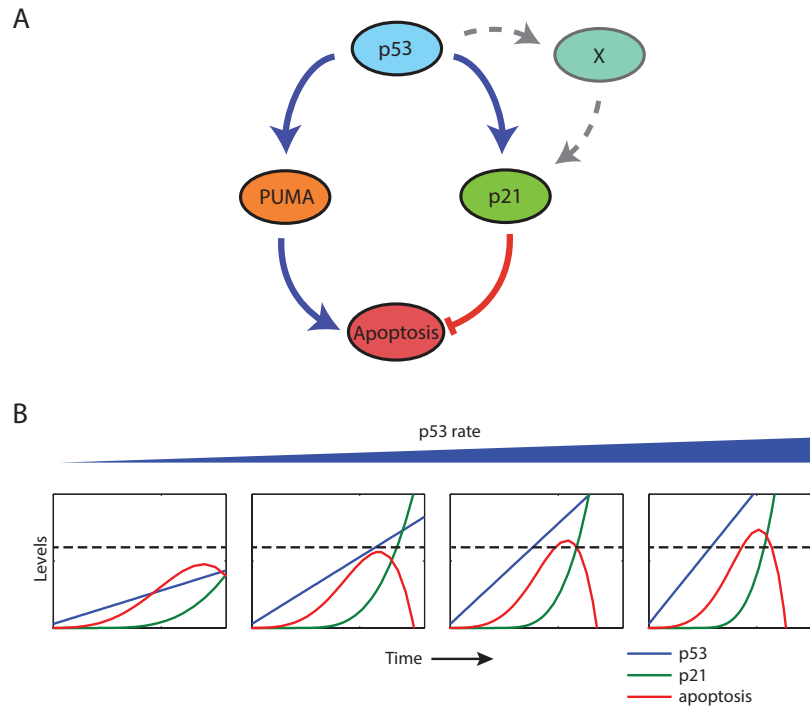 A
p53
X
PUMA
p21
Apoptosis
B
p53 rate
Levels
Time
p53
p21
apoptosis